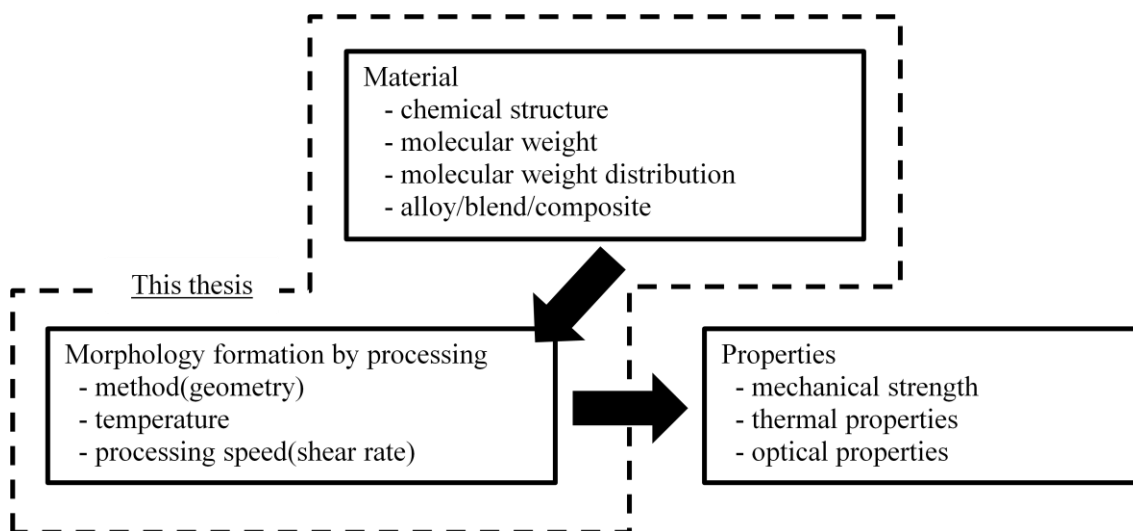 Material
- chemical structure
- molecular weight
- molecular weight distribution
- alloy/blend/composite
This thesis
Morphology formation by processing
- method(geometry)
- temperature
- processing speed(shear rate)
Properties
- mechanical strength
- thermal properties
- optical properties